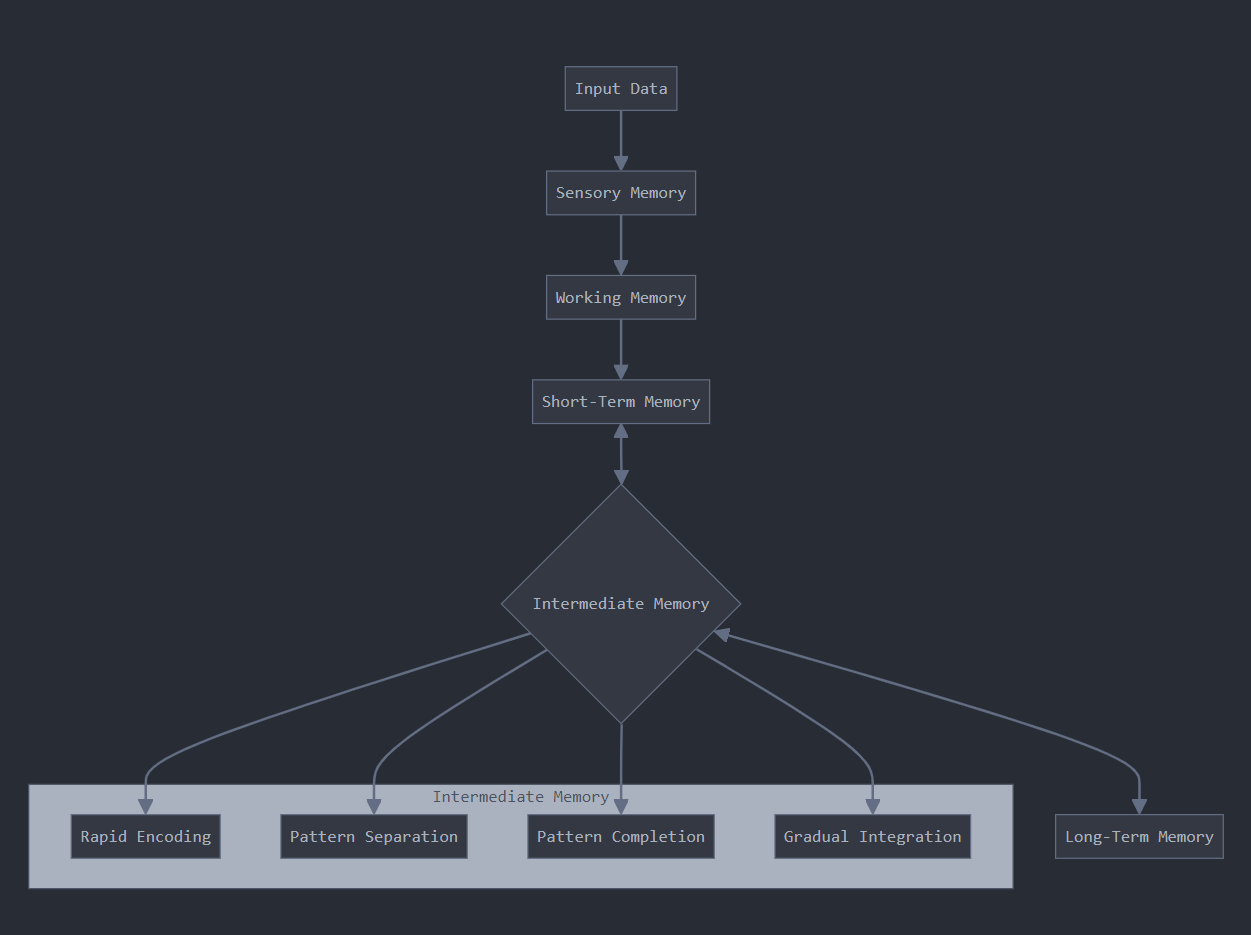 Input Data
Sensory Memory
Working Memory
Short-Term Memory
Intermediate Memory
Intermediate Memory
Rapid Encoding
Pattern Separation
Pattern Completion
Gradual Integration
Long-Term Memory